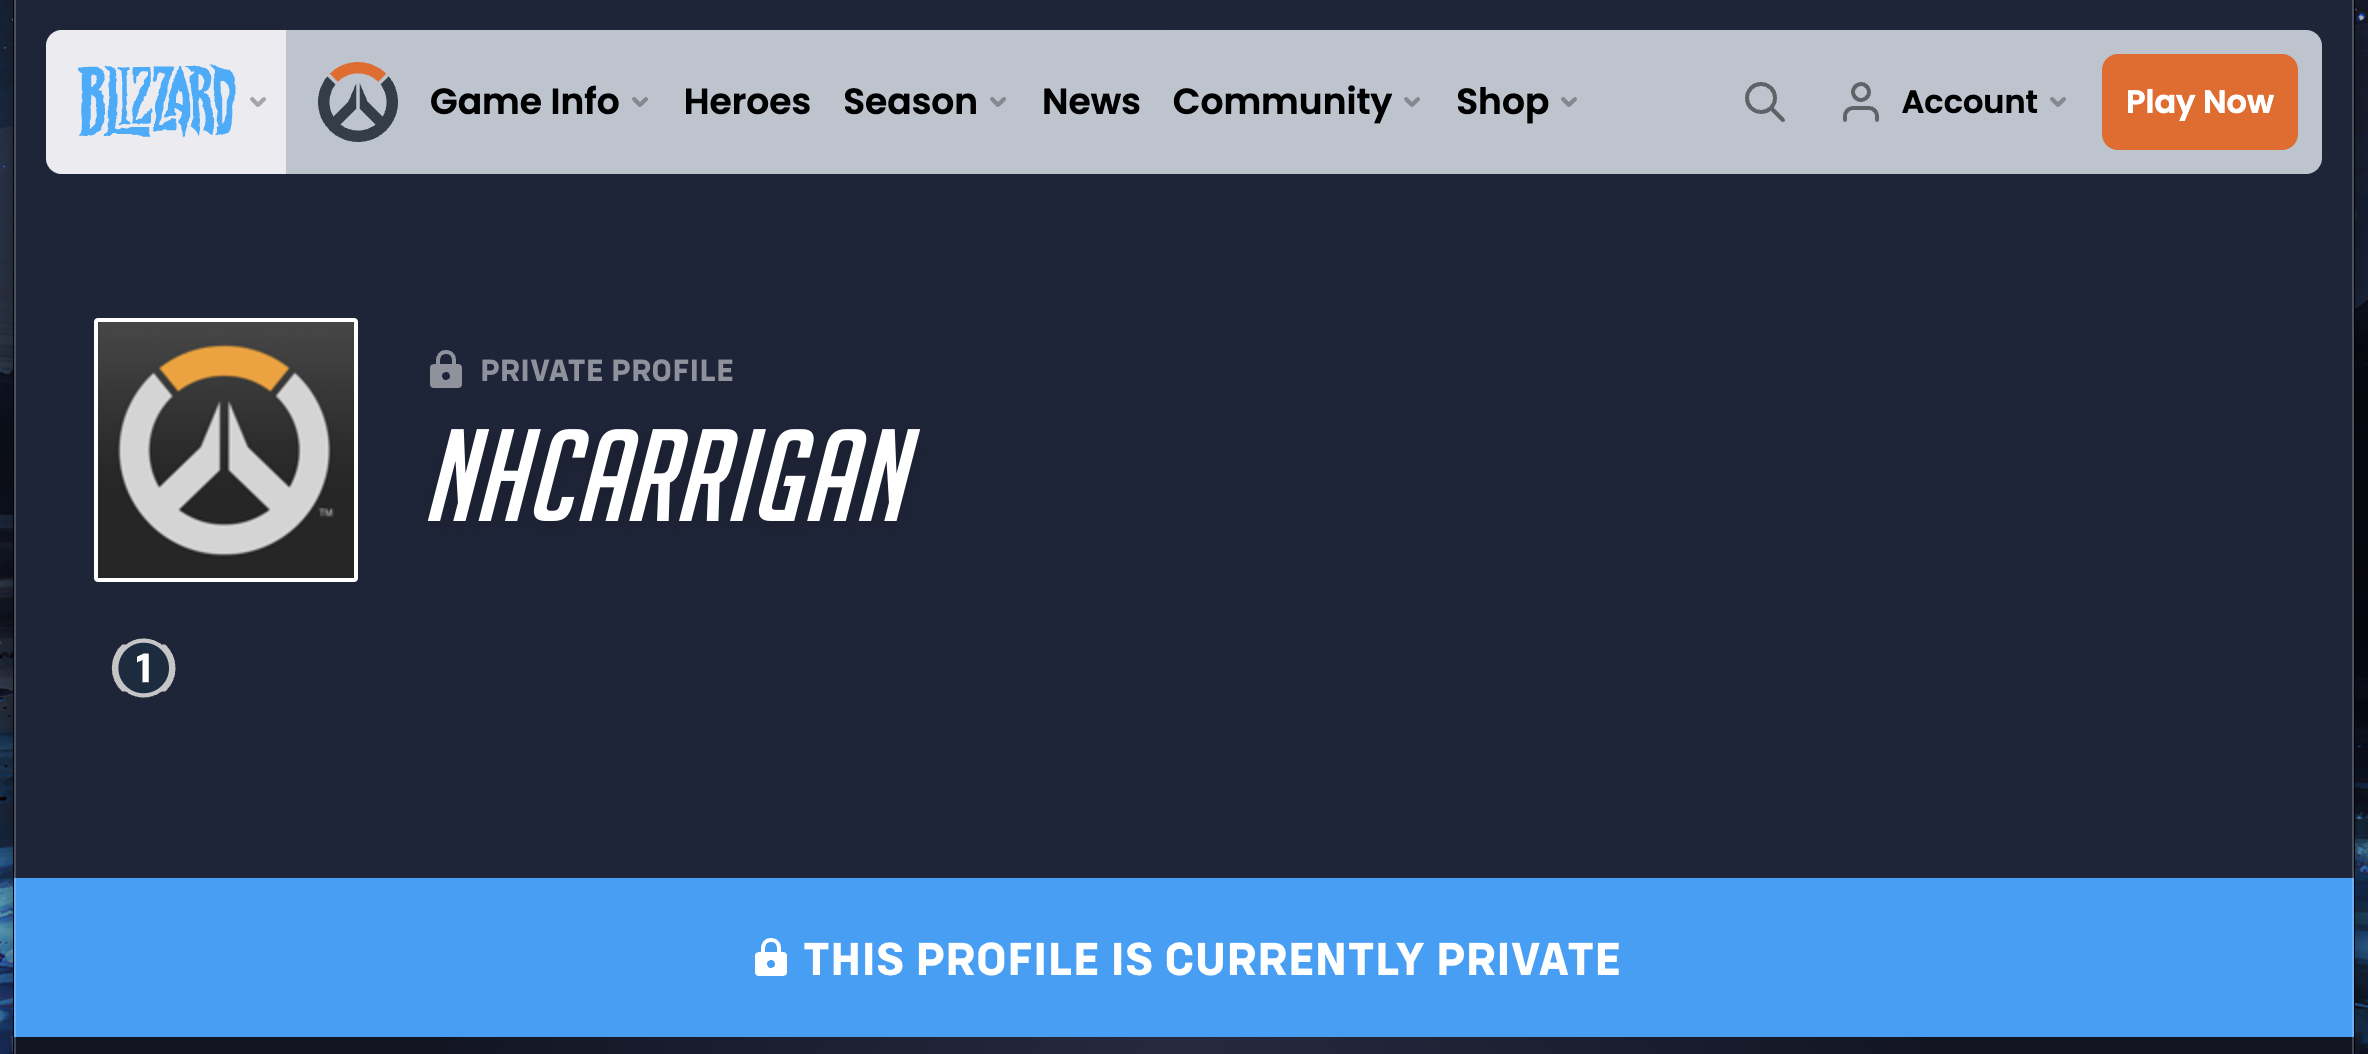 BLIZZARD Game Info Heroes Season News Community Shop Account Play Now
PRIVATE PROFILE
NHCARRIGAN
TM
1
THIS PROFILE IS CURRENTLY PRIVATE